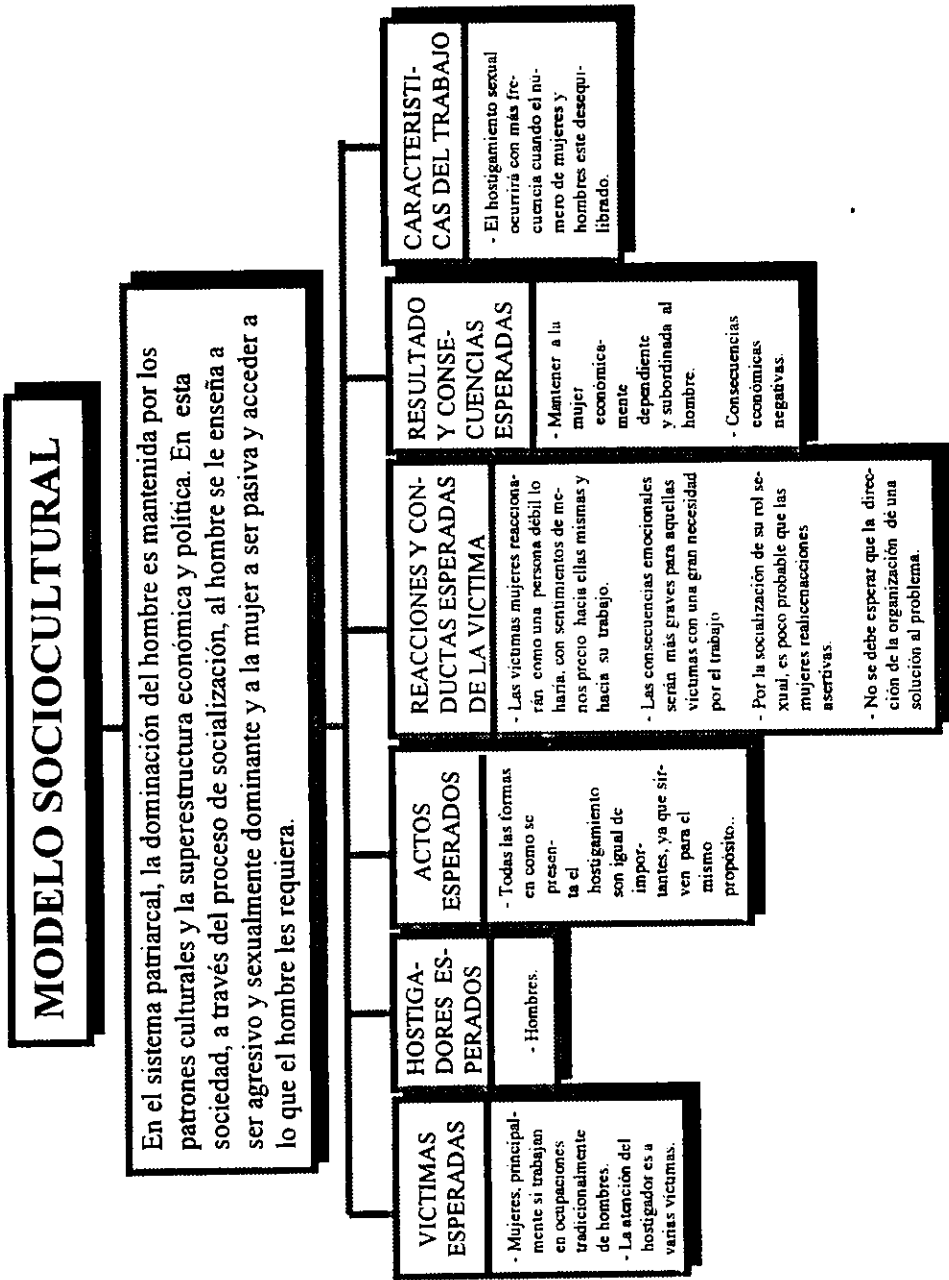 MODELO SOCIOCULTURAL
En el sistema patriarcal, la dominación del hombre es mantenida por los
patrones culturales y la superestructura económica y política. En esta
sociedad, a través del proceso de socialización, al hombre se le enseña a
ser agresivo y sexualmente dominante y a la mujer a ser pasiva y acceder a
lo que el hombre les requiera.
VICTIMAS
ESPERADAS
- Mujeres, principal-
mente si trabajan
en ocupaciones
tradicionalmente
de hombres.
- La atención del
hostigador es a
varias víctimas.
HOSTIGA-
DORES ES-
PERADOS
- Hombres.
ACTOS
ESPERADOS
- Todas las formas
en como se
presen-
ta el
hostigamiento
son igual de
impor-
tantes, ya que sir-
ven para el
mismo
propósito..
REACCIONES Y CON-
DUCTAS ESPERADAS
DE LA VICTIMA
- Las víctimas mujeres reacciona-
rán como una persona débil lo
haría, con sentimientos de me-
nos precio hacia ellas mismas y
hacia su trabajo.
- Las consecuencias emocionales
serán más graves para aquellas
víctimas con una gran necesidad
por el trabajo
- Por la socialización de su rol se-
xual, es poco probable que las
mujeres realicenacciones
asertivas.
- No se debe esperar que la direc-
ción de la organización dé una
solución al problema.
RESULTADO
Y CONSE-
CUENCIAS
ESPERADAS
- Mantener a la
mujer
económica-
mente
dependiente
y subordinada al
hombre.
- Consecuencias
económicas
negativas.
CARACTERISTI-
CAS DEL TRABAJO
- El hostigamiento sexual
ocurrirá con más fre-
cuencia cuando el nú-
mero de mujeres y
hombres este desequi-
librado.